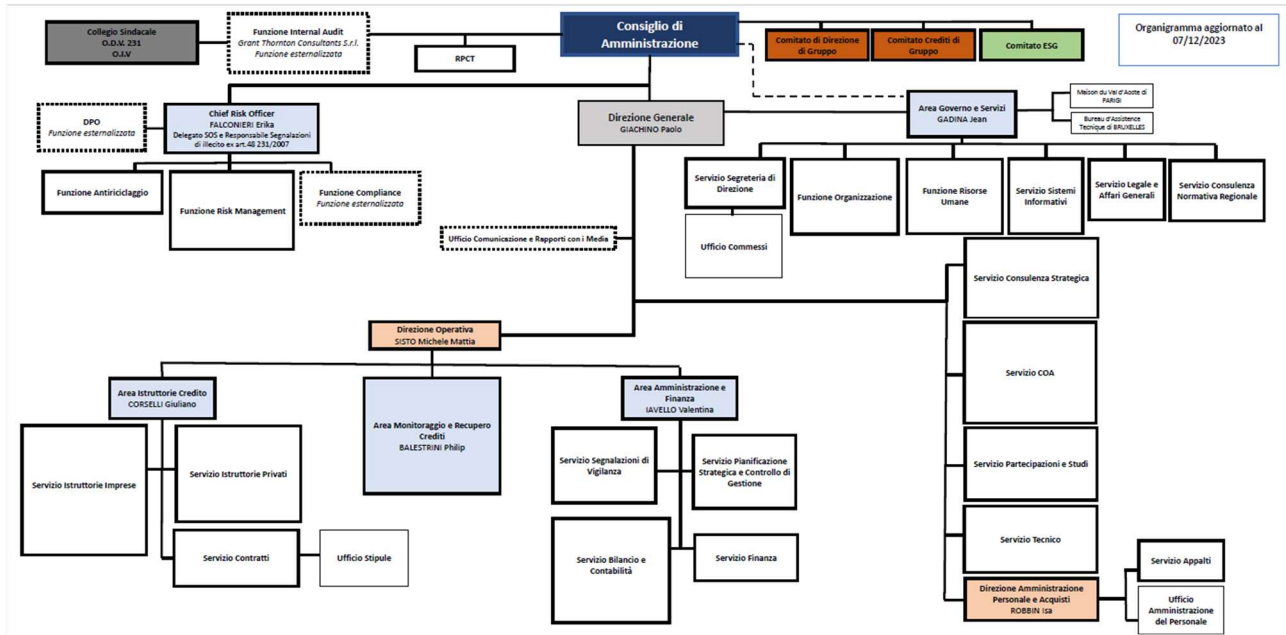 Collegio Sindacale
O.D.V. 231
O.I.V
Funzione Internal Audit
Grant Thornton Consultants S.r.l.
Funzione esternalizzata
RPCT
Consiglio di
Amministrazione
Comitato di Direzione
di Gruppo
Comitato Crediti di
Gruppo
Comitato ESG
Organigramma aggiornato al
07/12/2023
DPO
Funzione esternalizzata
Chief Risk Officer
FALCONIERI Erika
Delegato SOS e Responsabile Segnalazioni
di illecito ex art.48 231/2007
Direzione Generale
GIACHINO Paolo
Area Governo e Servizi
GADINA Jean
Maison du Val d'Aoste di
PARIGI
Bureau d'Assistence
Tecnique di BRUXELLES
Funzione Antiriciclaggio
Funzione Risk Management
Funzione Compliance
Funzione esternalizzata
Servizio Segreteria di
Direzione
Funzione Organizzazione
Funzione Risorse
Umane
Servizio Sistemi
Informativi
Servizio Legale e
Affari Generali
Servizio Consulenza
Normativa Regionale
Ufficio Commessi
Ufficio Comunicazione e Rapporti con i Media
Servizio Consulenza Strategica
Direzione Operativa
SISTO Michele Mattia
Servizio COA
Area Istruttorie Credito
CORSELLI Giuliano
Area Monitoraggio e Recupero
Crediti
BALESTRINI Philip
Area Amministrazione e
Finanza
IAVELLO Valentina
Servizio Istruttorie Imprese
Servizio Istruttorie Privati
Servizio Segnalazioni di
Vigilanza
Servizio Pianificazione
Strategica e Controllo di
Gestione
Servizio Partecipazioni e Studi
Servizio Contratti
Ufficio Stipule
Servizio Bilancio e
Contabilità
Servizio Finanza
Servizio Tecnico
Direzione Amministrazione
Personale e Acquisti
ROBBIN Isa
Servizio Appalti
Ufficio
Amministrazione
del Personale